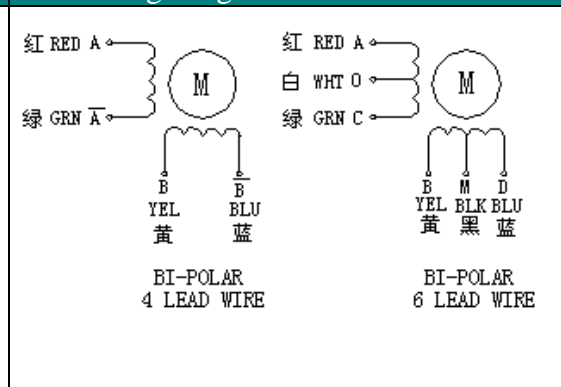 红 RED A
M
绿 GRN A̅
B B̅
YEL BLU
黄 蓝
BI-POLAR
4 LEAD WIRE
红 RED A
白 WHT O
M
绿 GRN C
B M D
YEL BLK BLU
黄 黑 蓝
BI-POLAR
6 LEAD WIRE